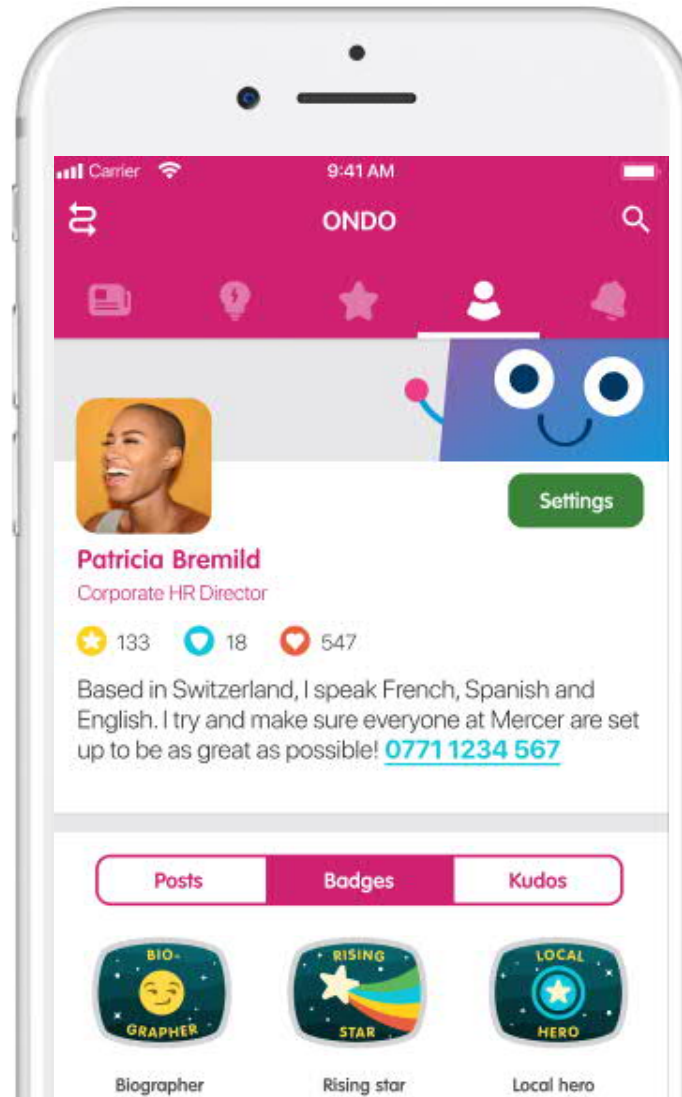 Carrier 9:41 AM
ONDO
Settings
Patricia Bremild
Corporate HR Director
133 18 547
Based in Switzerland, I speak French, Spanish and
English. I try and make sure everyone at Mercer are set
up to be as great as possible! 0771 1234 567
Posts Badges Kudos
BIO- RISING LOCAL
GRAPHER STAR HERO
Biographer Rising star Local hero